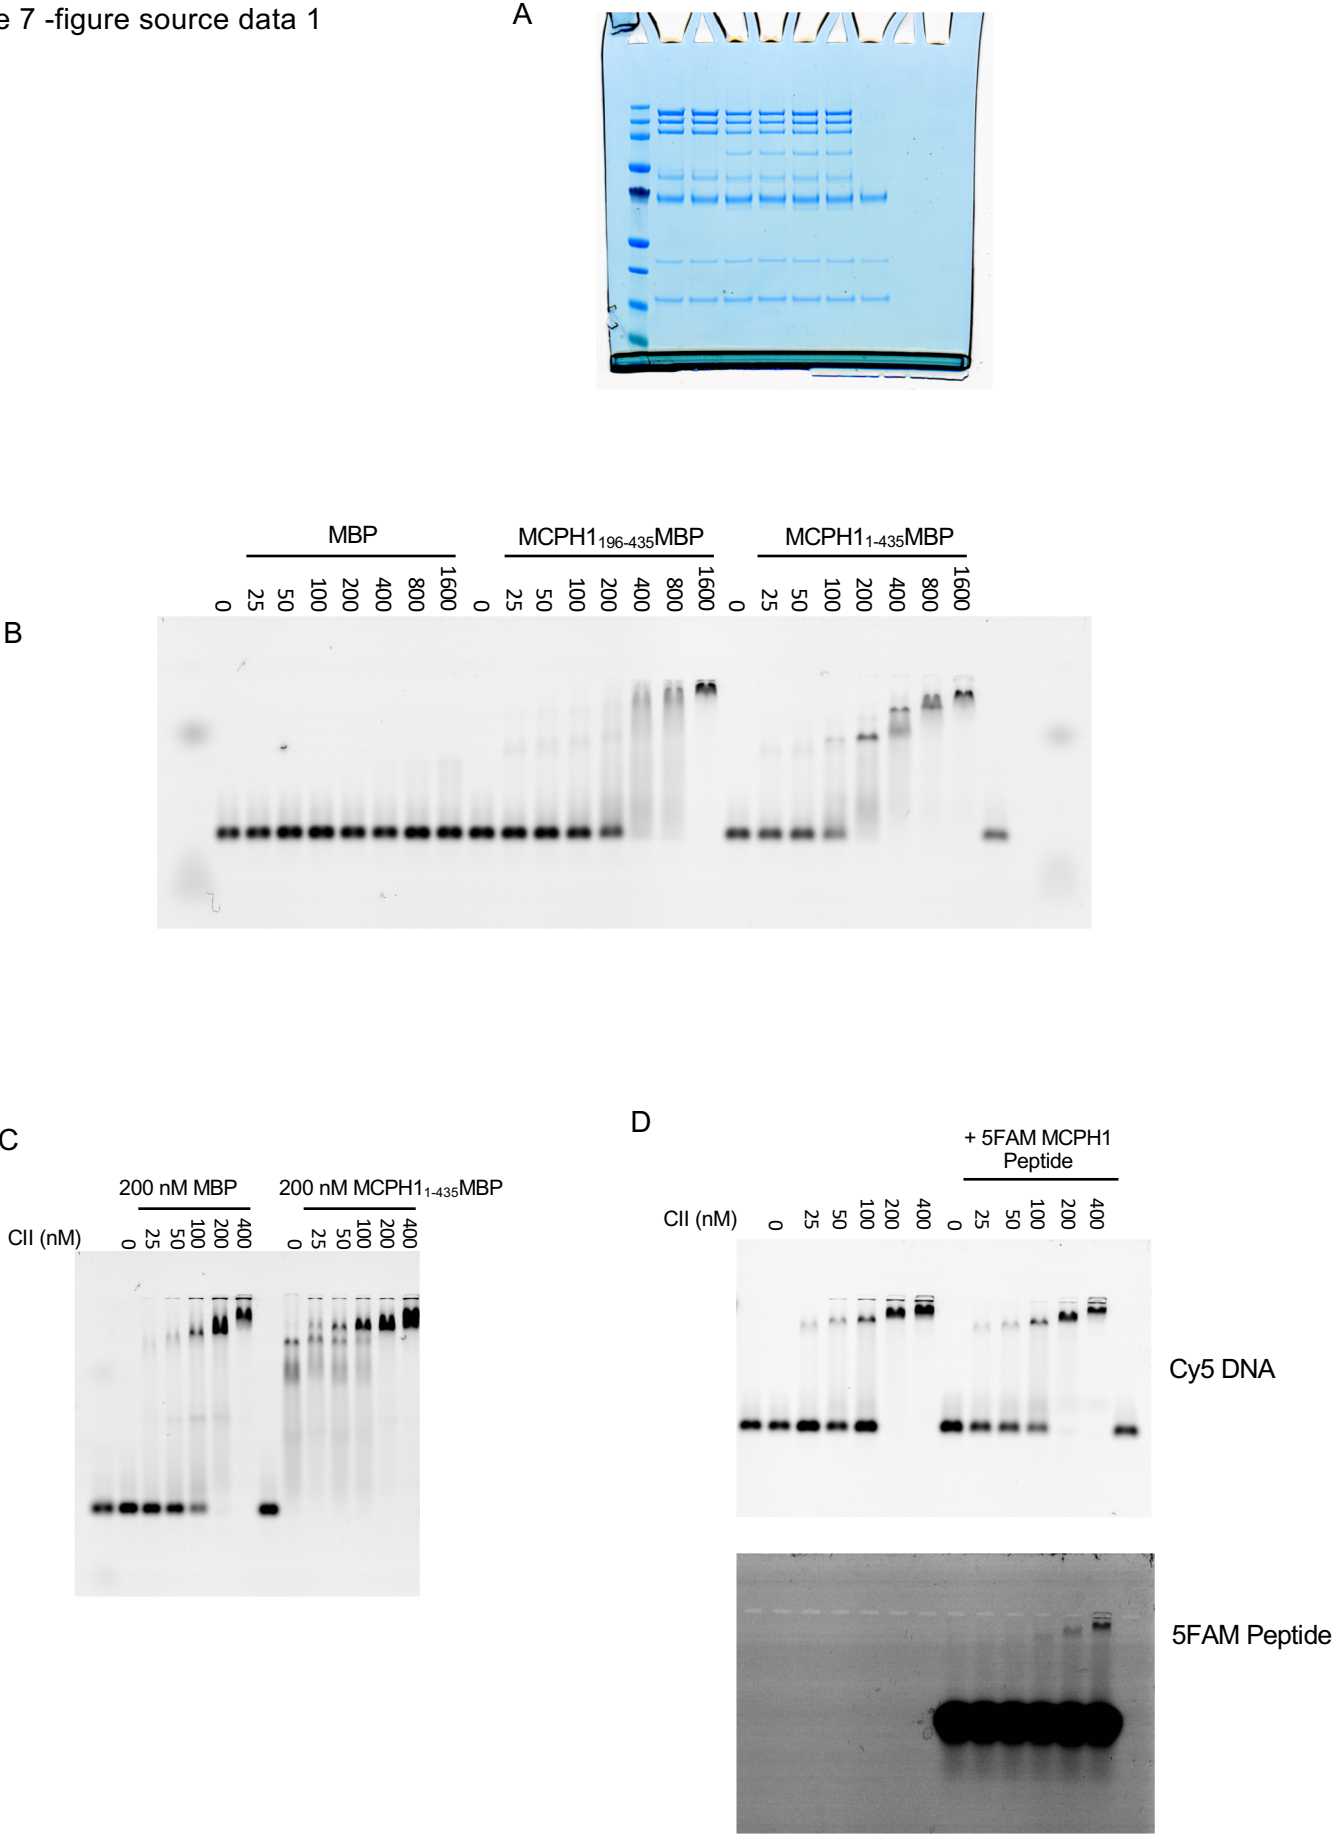 7 -figure source data 1
A
MBP
MCPH1196-435MBP
MCPH11-435MBP
0 25 50 100 200 400 800 1600 0 25 50 100 200 400 800 1600 0 25 50 100 200 400 800 1600
B
C
200 nM MBP
200 nM MCPH11-435MBP
CII (nM)
0 25 50 100 200 400 0 25 50 100 200 400
D
+ 5FAM MCPH1
Peptide
CII (nM)
0 25 50 100 200 400 0 25 50 100 200 400
Cy5 DNA
5FAM Peptide